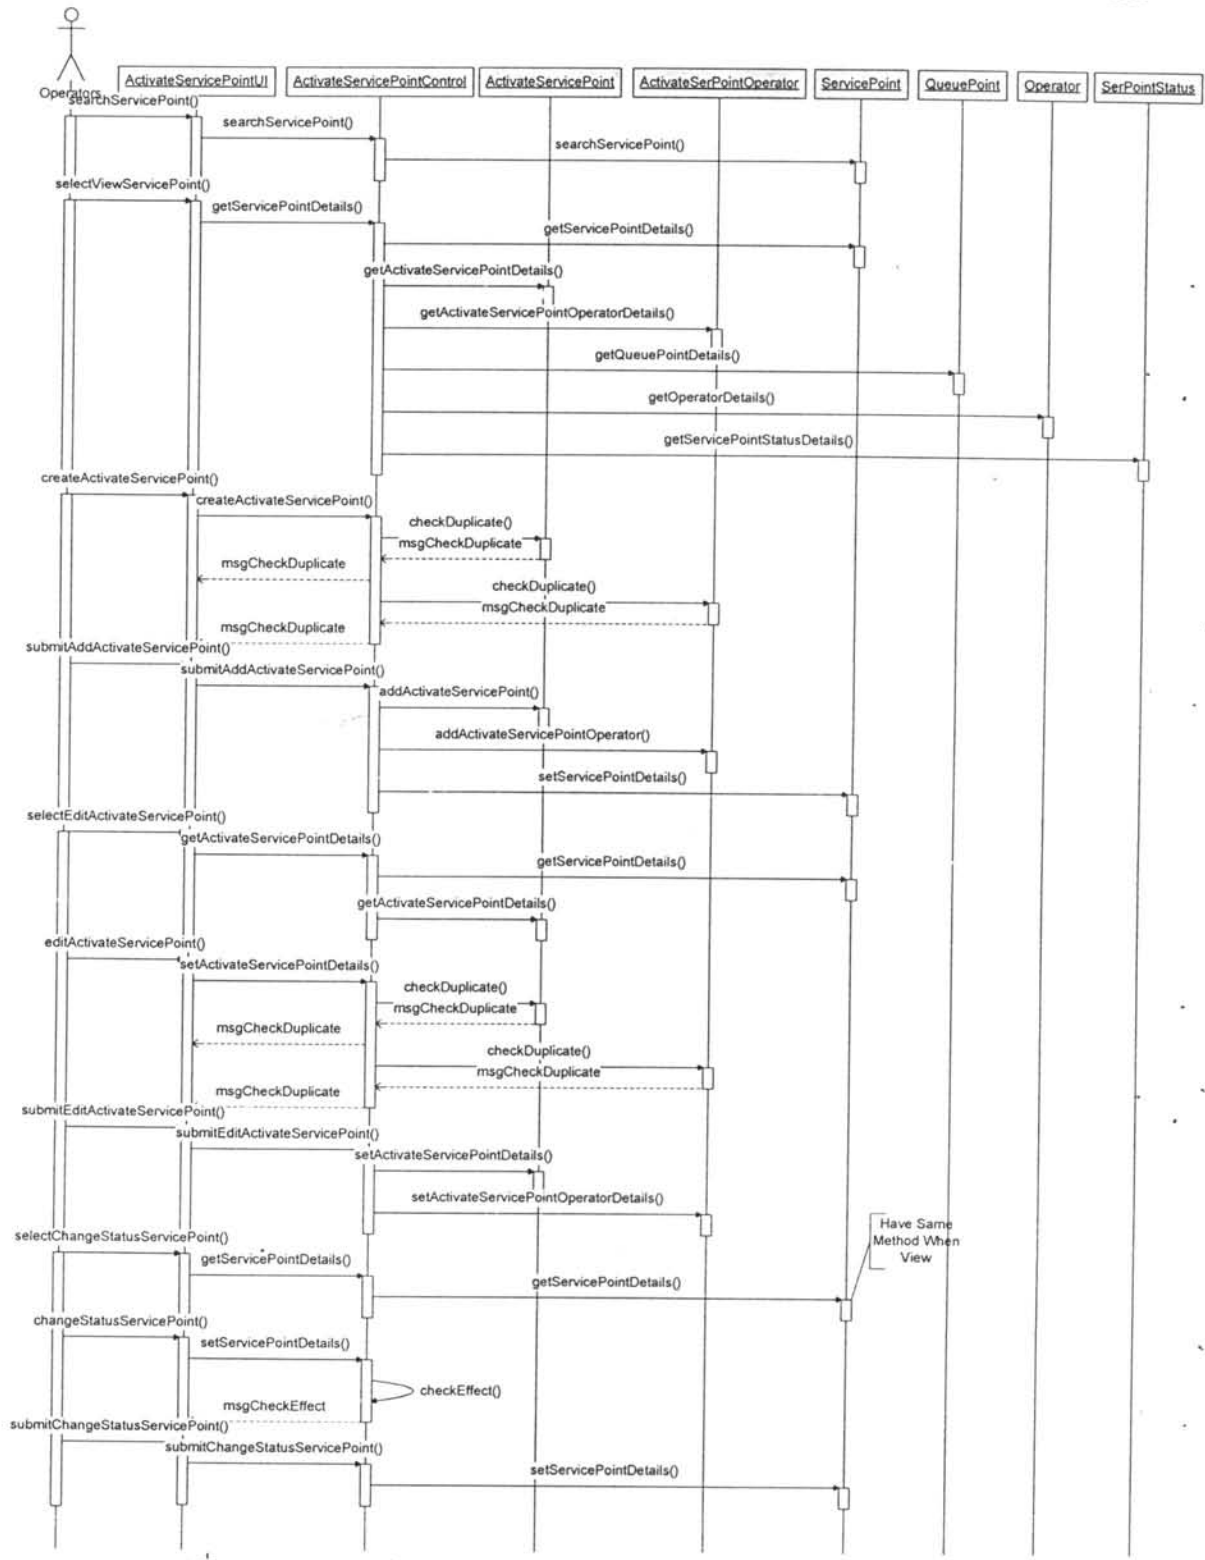 ActivateServicePointUI
ActivateServicePointControl
ActivateServicePoint
ActivateSerPointOperator
ServicePoint
QueuePoint
Operator
SerPointStatus
Operators
searchServicePoint()
searchServicePoint()
searchServicePoint()
selectViewServicePoint()
getServicePointDetails()
getServicePointDetails()
getActivateServicePointDetails()
getActivateServicePointOperatorDetails()
getQueuePointDetails()
getOperatorDetails()
getServicePointStatusDetails()
createActivateServicePoint()
createActivateServicePoint()
checkDuplicate()
msgCheckDuplicate
msgCheckDuplicate
checkDuplicate()
msgCheckDuplicate
msgCheckDuplicate
submitAddActivateServicePoint()
submitAddActivateServicePoint()
addActivateServicePoint()
addActivateServicePointOperator()
setServicePointDetails()
selectEditActivateServicePoint()
getActivateServicePointDetails()
getServicePointDetails()
getActivateServicePointDetails()
editActivateServicePoint()
setActivateServicePointDetails()
checkDuplicate()
msgCheckDuplicate
msgCheckDuplicate
checkDuplicate()
msgCheckDuplicate
msgCheckDuplicate
submitEditActivateServicePoint()
submitEditActivateServicePoint()
setActivateServicePointDetails()
setActivateServicePointOperatorDetails()
Have Same
Method When
View
selectChangeStatusServicePoint()
getServicePointDetails()
getServicePointDetails()
changeStatusServicePoint()
setServicePointDetails()
checkEffect()
msgCheckEffect
submitChangeStatusServicePoint()
submitChangeStatusServicePoint()
setServicePointDetails()